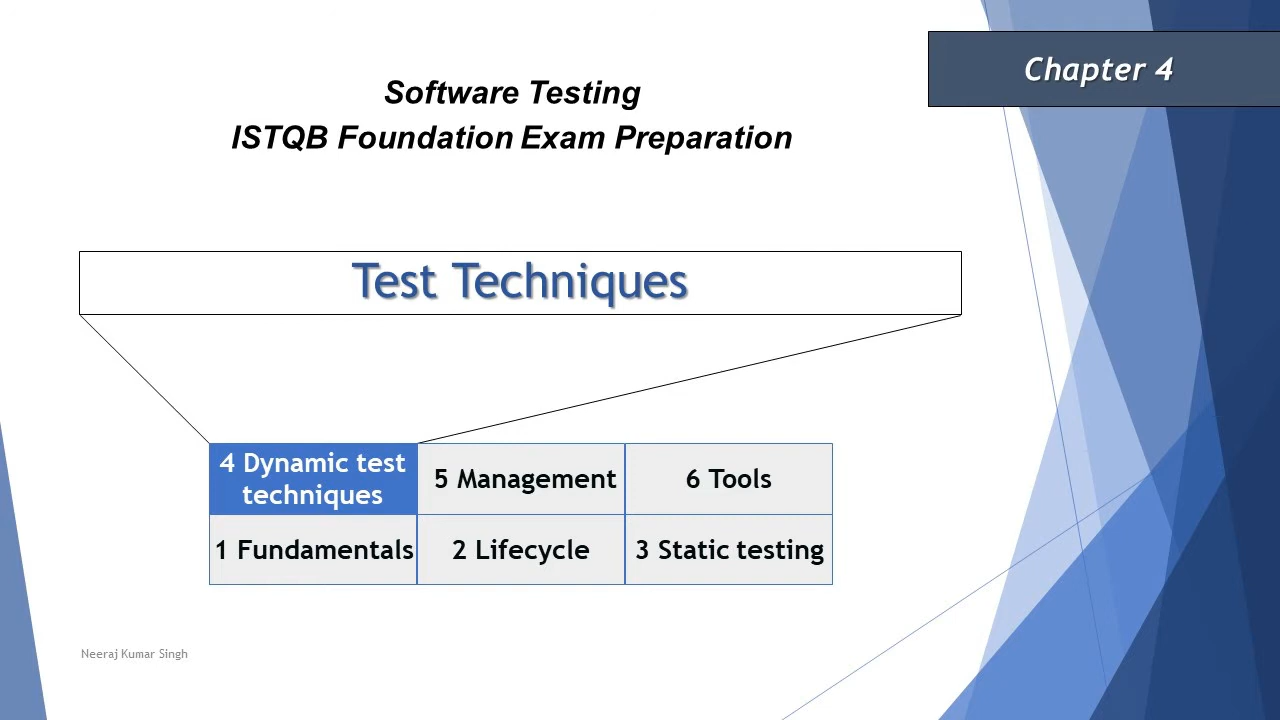 Chapter 4
Software Testing
ISTQB Foundation Exam Preparation
Test Techniques
4 Dynamic test
techniques
5 Management
6 Tools
1 Fundamentals
2 Lifecycle
3 Static testing
Neeraj Kumar Singh